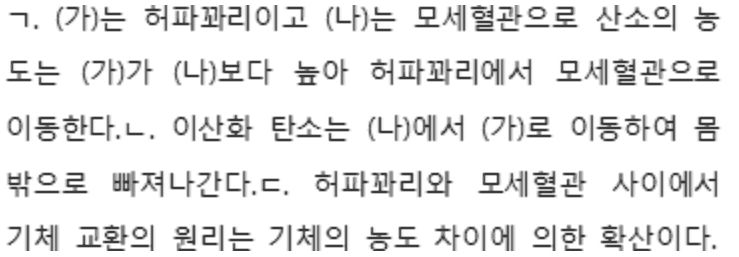 ㄱ. (가)는 허파꽈리이고 (나)는 모세혈관으로 산소의 농
도는 (가)가 (나)보다 높아 허파꽈리에서 모세혈관으로
이동한다.ㄴ. 이산화 탄소는 (나)에서 (가)로 이동하여 몸
밖으로 빠져나간다.ㄷ. 허파꽈리와 모세혈관 사이에서
기체 교환의 원리는 기체의 농도 차이에 의한 확산이다.